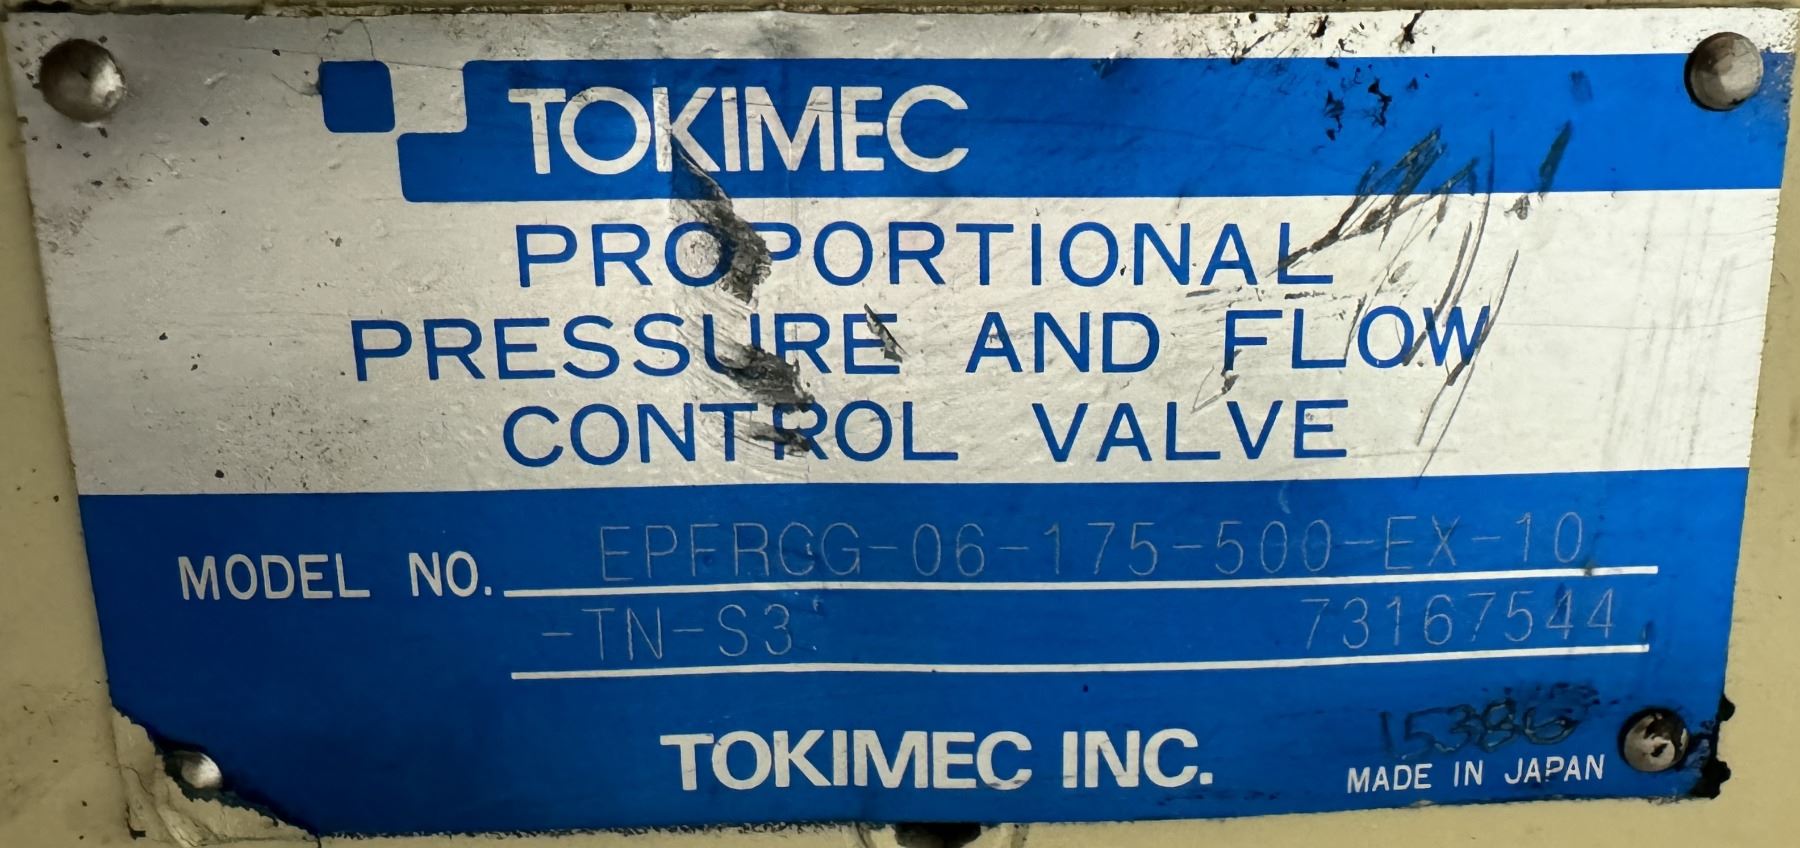 TOKIMEC
PROPORTIONAL
PRESSURE AND FLOW
CONTROL VALVE
MODEL NO. EPFRCG-06-175-500-EX-10
-TN-S3 73167544
TOKIMEC INC.
MADE IN JAPAN